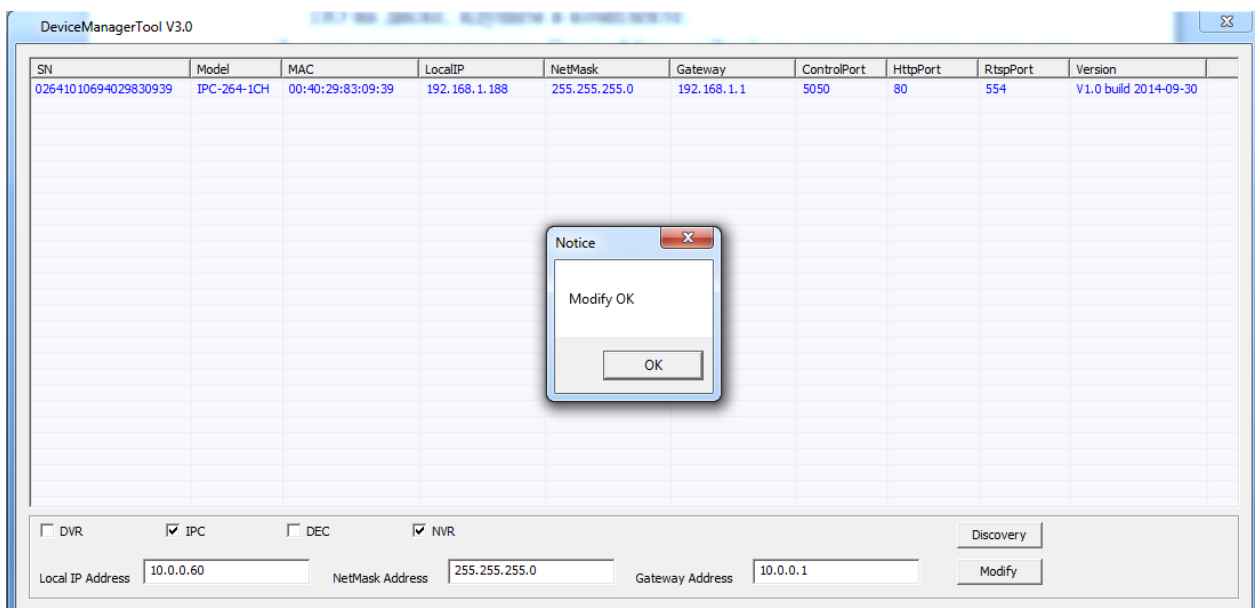 DeviceManagerTool V3.0
SN Model MAC LocalIP NetMask Gateway ControlPort HttpPort RtspPort Version
02641010694029830939 IPC-264-1CH 00:40:29:83:09:39 192.168.1.188 255.255.255.0 192.168.1.1 5050 80 554 V1.0 build 2014-09-30
Notice
Modify OK
OK
DVR IPC DEC NVR Discovery
Local IP Address 10.0.0.60 NetMask Address 255.255.255.0 Gateway Address 10.0.0.1 Modify